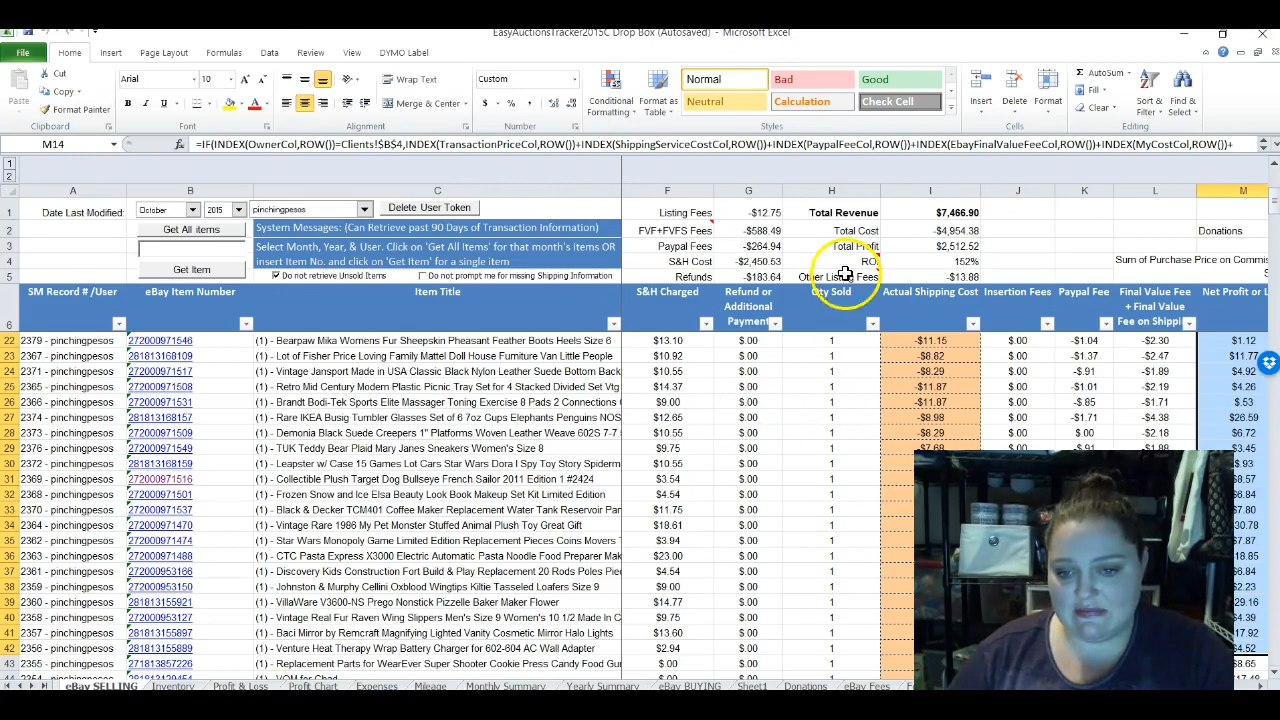 EasyAuctionsTracker2015C Drop Box (Autosaved) - Microsoft Excel
File Home Insert Page Layout Formulas Data Review View DYMO Label
Cut
Copy
Format Painter
Paste
Clipboard
Arial 10
Font
Wrap Text
Merge & Center
Alignment
Custom
Number
Conditional Formatting
Format as Table
Normal Bad Good
Neutral Calculation Check Cell
Styles
Insert Delete Format
Cells
AutoSum
Fill
Clear
Sort & Filter
Find & Select
Editing
M14 =IF(INDEX(OwnerCol,ROW())=Clients!$B$4,INDEX(TransactionPriceCol,ROW())+INDEX(ShippingServiceCostCol,ROW())+INDEX(PaypalFeeCol,ROW())+INDEX(EbayFinalValueFeeCol,ROW())+INDEX(MyCostCol,ROW())+
A B C F G H I J K L M
1 Date Last Modified: October 2015 pinchingpesos Delete User Token Listing Fees -$12.75 Total Revenue $7,466.90
2 Get All items System Messages: (Can Retrieve past 90 Days of Transaction Information) FVF+FVFS Fees -$588.49 Total Cost -$4,954.38 Donations
3 Select Month, Year, & User. Click on 'Get All Items' for that month's items OR Paypal Fees -$264.94 Total Profit $2,512.52
4 Get Item insert Item No. and click on 'Get Item' for a single item S&H Cost -$2,450.53 152% Sum of Purchase Price on Commis
5 Do not retrieve Unsold Items Do not prompt me for missing Shipping Information Refunds -$183.64 Other Listing Fees -$13.88
6 SM Record # /User eBay Item Number Item Title S&H Charged Refund or Additional Payment Qty Sold Actual Shipping Cost Insertion Fees Paypal Fee Final Value Fee + Final Value Fee on Shippi Net Profit or L
22 2379 - pinchingpesos 272000971546 (1) - Bearpaw Mika Womens Fur Sheepskin Pheasant Feather Boots Heels Size 6 $13.10 $.00 1 -$11.15 $.00 -$1.04 -$2.30 $1.12
23 2367 - pinchingpesos 281813168109 (1) - Lot of Fisher Price Loving Family Mattel Doll House Furniture Van Little People $10.92 $.00 1 -$8.82 $.00 -$1.37 -$2.47 $11.77
24 2371 - pinchingpesos 272000971517 (1) - Vintage Jansport Made in USA Classic Black Nylon Leather Suede Bottom Back $10.55 $.00 1 -$8.29 $.00 -$.91 -$1.89 $4.92
25 2365 - pinchingpesos 272000971508 (1) - Retro Mid Century Modern Plastic Picnic Tray Set for 4 Stacked Divided Set Vtg $14.37 $.00 1 -$11.87 $.00 -$1.01 -$2.19 $4.26
26 2366 - pinchingpesos 272000971531 (1) - Brandt Bodi-Tek Sports Elite Massager Toning Exercise 8 Pads 2 Connections $9.00 $.00 1 -$11.87 $.00 -$.85 -$1.71 $.53
27 2374 - pinchingpesos 281813168157 (1) - Rare IKEA Busig Tumbler Glasses Set of 6 7oz Cups Elephants Penguins NOS $12.65 $.00 1 -$8.98 $.00 -$1.71 -$4.38 $26.59
28 2373 - pinchingpesos 272000971509 (1) - Demonia Black Suede Creepers 1" Platforms Woven Leather Weave 602S 7-7 $10.55 $.00 1 -$8.29 $.00 $.00 -$2.18 $6.72
29 2376 - pinchingpesos 272000971549 (1) - TUK Teddy Bear Plaid Mary Janes Sneakers Women's Size 8 $9.75 $.00 1 -$7.68 $.00 -$.91 -$1.88 $3.45
30 2372 - pinchingpesos 281813168159 (1) - Leapster w/ Case 15 Games Lot Cars Star Wars Dora I Spy Toy Story Spiderm $10.55 $.00 1 $.93
31 2369 - pinchingpesos 272000971516 (1) - Collectible Plush Target Dog Bullseye French Sailor 2011 Edition 1 #2424 $3.54 $.00 1 $8.57
32 2368 - pinchingpesos 272000971501 (1) - Frozen Snow and Ice Elsa Beauty Look Book Makeup Set Kit Limited Edition $4.54 $.00 1 $6.84
33 2370 - pinchingpesos 272000971537 (1) - Black & Decker TCM401 Coffee Maker Replacement Water Tank Reservoir Pan $11.75 $.00 1 $7.80
34 2364 - pinchingpesos 272000971470 (1) - Vintage Rare 1986 My Pet Monster Stuffed Animal Plush Toy Great Gift $18.61 $.00 1 30.78
35 2362 - pinchingpesos 272000971475 (1) - Monopoly Star Wars Game Limited Edition Replacement Pieces Coins Movers T $3.94 $.00 1 $7.87
36 2363 - pinchingpesos 272000971488 (1) - CTC Pasta Express X3000 Electric Automatic Pasta Noodle Food Preparer Mak $23.00 $.00 1 18.85
37 2361 - pinchingpesos 272000953166 (1) - Discovery Kids Construction Fort Build & Play Replacement 20 Rods Poles Piec $4.54 $.00 1 $6.84
38 2359 - pinchingpesos 272000953150 (1) - Johnston & Murphy Cellini Oxblood Wingtips Kiltie Tasseled Loafers Size 9 $9.00 $.00 1 $2.23
39 2360 - pinchingpesos 281813155921 (1) - VillaWare V3600-NS Prego Nonstick Pizzelle Baker Maker Flower $14.77 $.00 1 29.16
40 2358 - pinchingpesos 272000953127 (1) - Vintage Real Fur Wing Slippers Men's Size 9 Women's 10 1/2 Made In C $9.75 $.00 1
41 2357 - pinchingpesos 281813155897 (1) - Baci Mirror by Remcraft Magnifying Lighted Vanity Cosmetic Mirror Halo Lights $13.60 $.00 1 17.92
42 2356 - pinchingpesos 281813155889 (1) - Venture Heat Therapy Wrap Battery Charger for 602-604 AC Wall Adapter $2.94 $.00 1 $4.52
43 2355 - pinchingpesos 271813857226 (1) - Replacement Parts for WearEver Super Shooter Cookie Press Candy Food Gun $.00 $.00 1 $8.65
eBay SELLING Inventory Profit & Loss Profit Chart Expenses Mileage Monthly Summary Yearly Summary eBay BUYING Sheet1 Donations eBay Fees